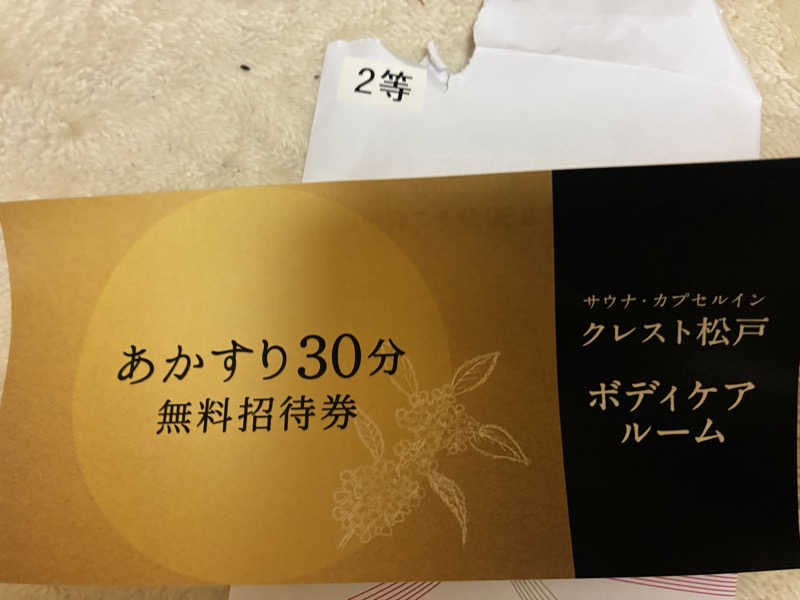 2等
あかすり30分
無料招待券
サウナ・カプセルイン
クレスト松戸
ボディケア
ルーム